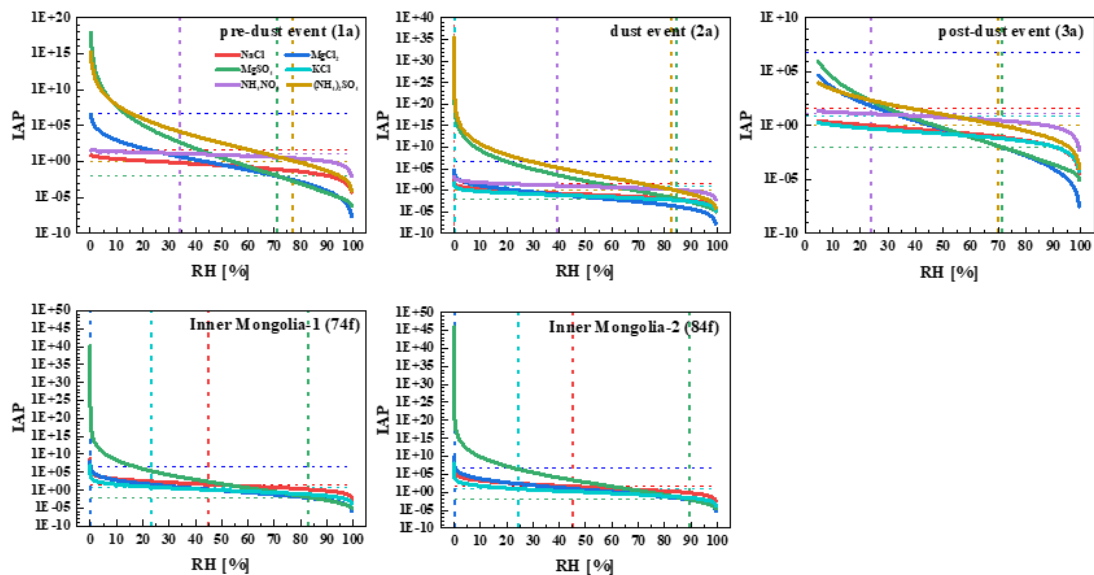 pre-dust event (1a)
NaCl MgCl₂
MgSO₄ KCl
NH₄NO₃ (NH₄)₂SO₄
IAP
1E+20
1E+15
1E+10
1E+05
1E+00
1E-05
1E-10
0 10 20 30 40 50 60 70 80 90 100
RH [%]
dust event (2a)
IAP
1E+40
1E+35
1E+30
1E+25
1E+20
1E+15
1E+10
1E+05
1E+00
1E-05
1E-10
0 10 20 30 40 50 60 70 80 90 100
RH [%]
post-dust event (3a)
IAP
1E+10
1E+05
1E+00
1E-05
1E-10
0 10 20 30 40 50 60 70 80 90 100
RH [%]
Inner Mongolia-1 (74f)
IAP
1E+50
1E+45
1E+40
1E+35
1E+30
1E+25
1E+20
1E+15
1E+10
1E+05
1E+00
1E-05
1E-10
0 10 20 30 40 50 60 70 80 90 100
RH [%]
Inner Mongolia-2 (84f)
IAP
1E+50
1E+45
1E+40
1E+35
1E+30
1E+25
1E+20
1E+15
1E+10
1E+05
1E+00
1E-05
1E-10
0 10 20 30 40 50 60 70 80 90 100
RH [%]